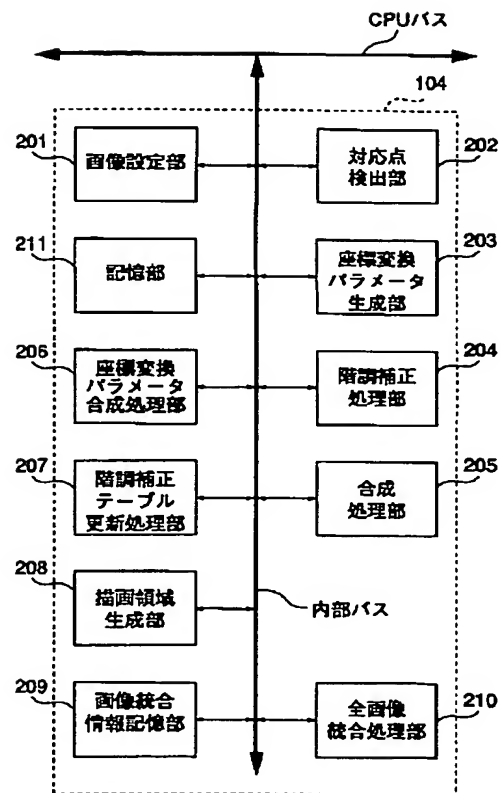 CPUバス
104
201
画像設定部
対応点
検出部
202
211
記憶部
座標変換
パラメータ
生成部
203
206
座標変換
パラメータ
合成処理部
階調補正
処理部
204
207
階調補正
テーブル
更新処理部
合成
処理部
205
208
描画領域
生成部
内部バス
209
画像統合
情報記憶部
全画像
統合処理部
210